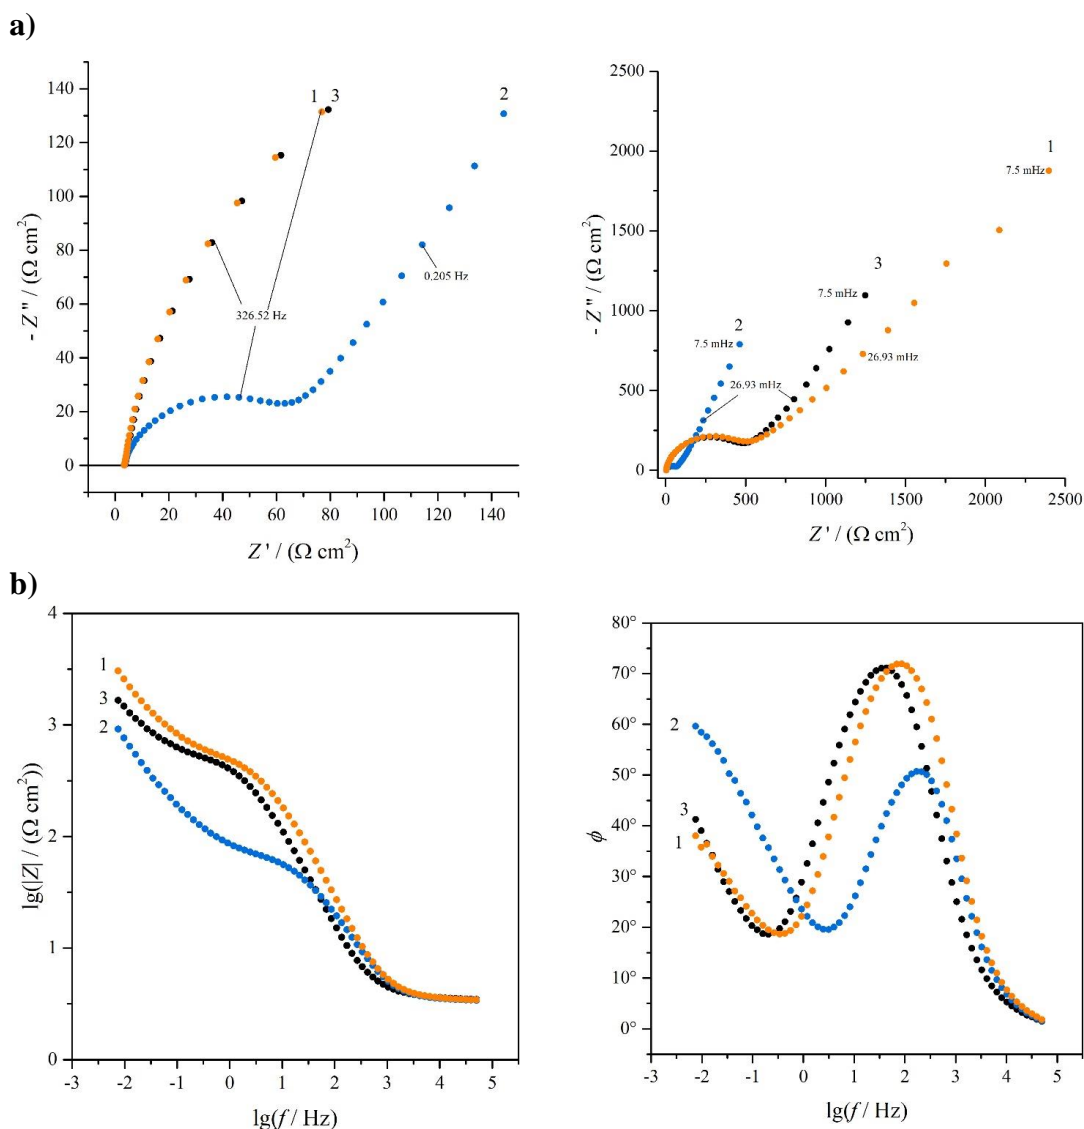 a)
140
120
100
80
60
40
20
0
- Z'' / (Ω cm²)
1 3
2
0.205 Hz
326.52 Hz
0 20 40 60 80 100 120 140
Z' / (Ω cm²)
2500
2000
1500
1000
500
0
- Z'' / (Ω cm²)
1
7.5 mHz
3
7.5 mHz
2
7.5 mHz
26.93 mHz
26.93 mHz
0 500 1000 1500 2000 2500
Z' / (Ω cm²)
b)
4
3
2
1
0
lg(|Z| / (Ω cm²))
1
3
2
-3 -2 -1 0 1 2 3 4 5
lg(f / Hz)
80°
70°
60°
50°
40°
30°
20°
10°
0°
ϕ
2
3
1
-3 -2 -1 0 1 2 3 4 5
lg(f / Hz)